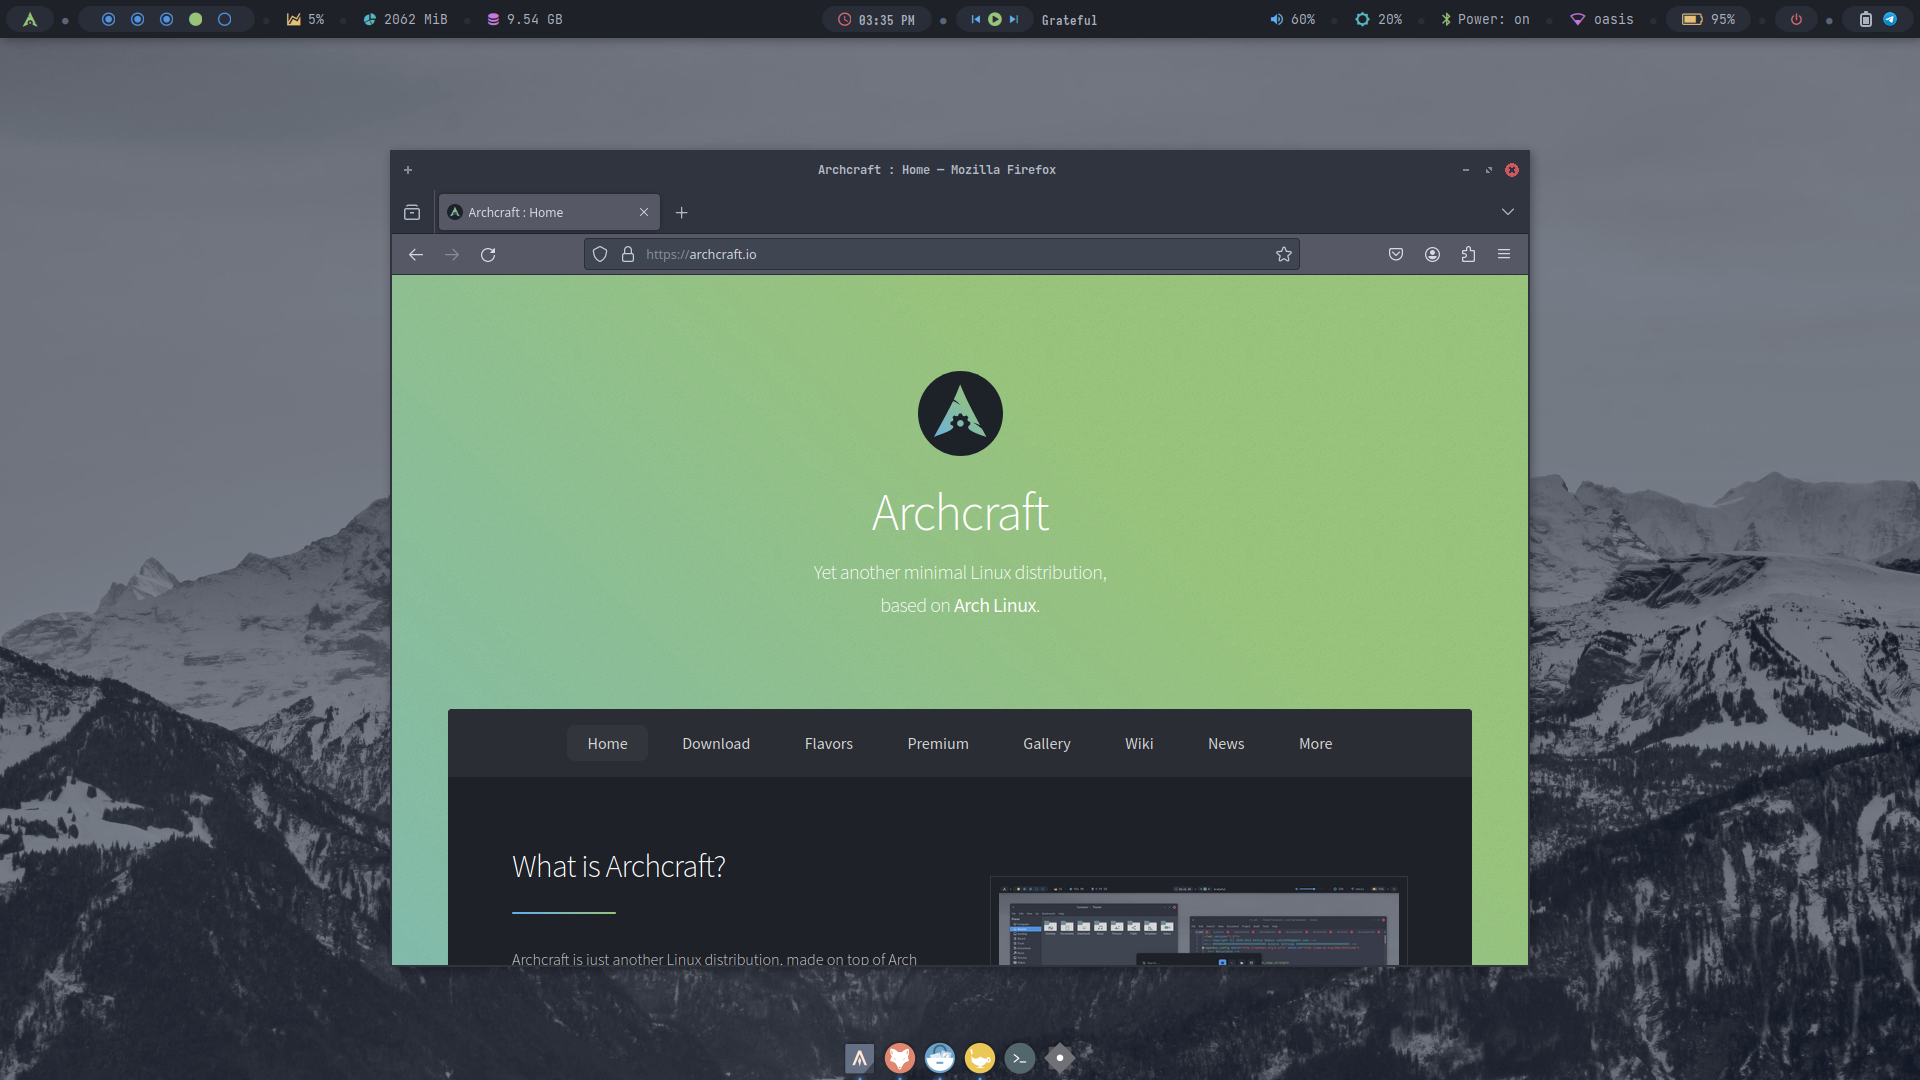 5% 2062 MiB 9.54 GB 03:35 PM Grateful 60% 20% Power: on oasis 95%
Archcraft : Home — Mozilla Firefox
Archcraft : Home
https://archcraft.io
Archcraft
Yet another minimal Linux distribution,
based on Arch Linux.
Home Download Flavors Premium Gallery Wiki News More
What is Archcraft?
Archcraft is just another Linux distribution, made on top of Arch